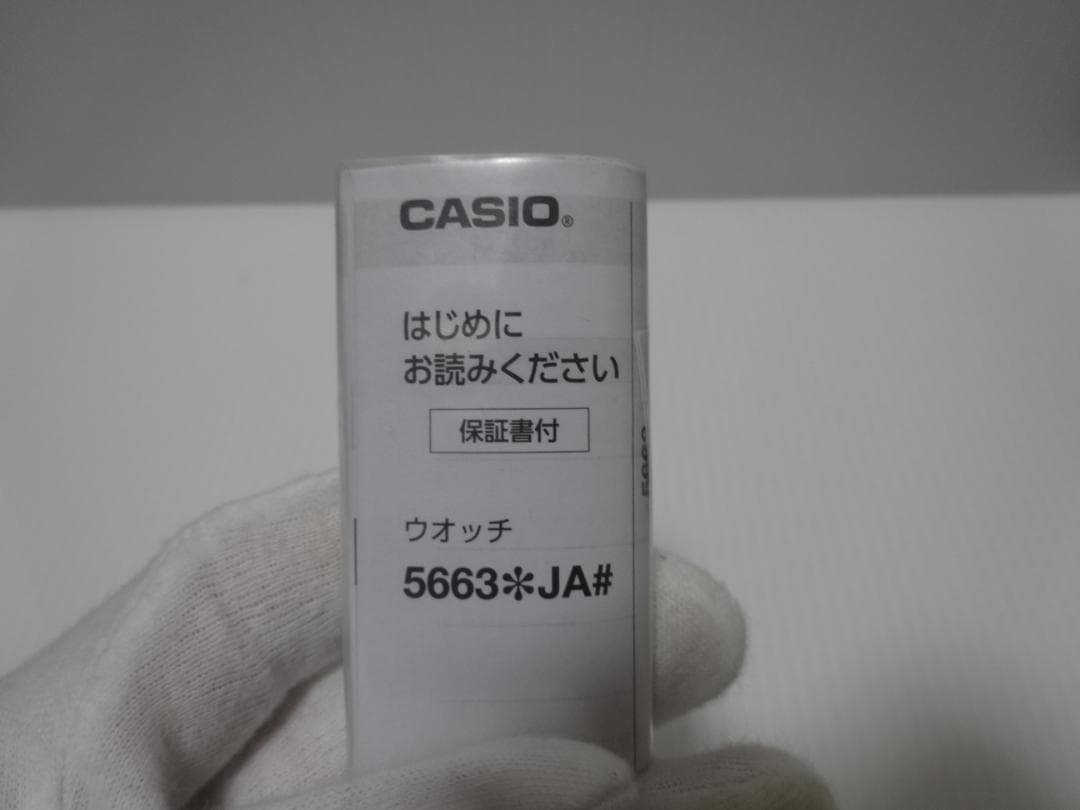 CASIO®
はじめに
お読みください
保証書付
ウオッチ
5663✼JA#